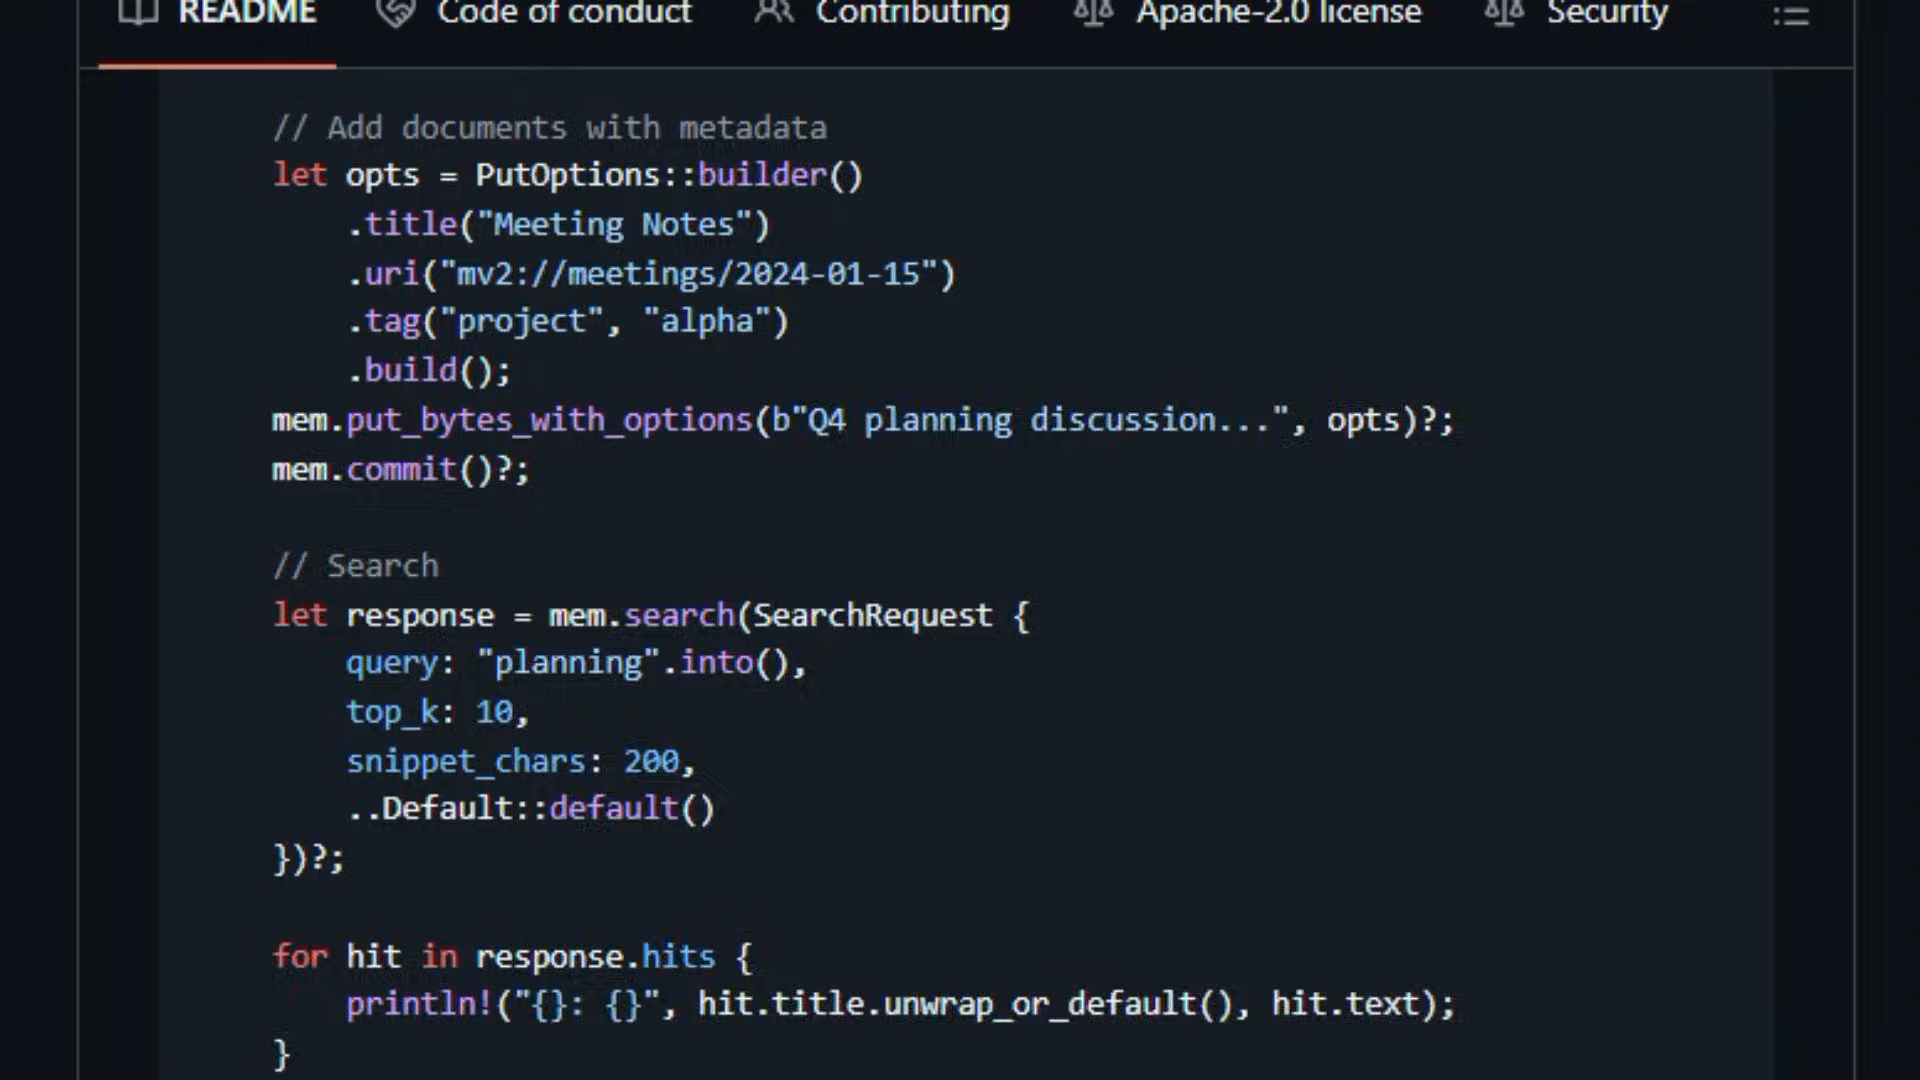 README Code of conduct Contributing Apache-2.0 license Security
// Add documents with metadata
let opts = PutOptions::builder()
    .title("Meeting Notes")
    .uri("mv2://meetings/2024-01-15")
    .tag("project", "alpha")
    .build();
mem.put_bytes_with_options(b"Q4 planning discussion...", opts)?;
mem.commit()?;
// Search
let response = mem.search(SearchRequest {
    query: "planning".into(),
    top_k: 10,
    snippet_chars: 200,
    ..Default::default()
})?;
for hit in response.hits {
    println!("{}: {}", hit.title.unwrap_or_default(), hit.text);
}